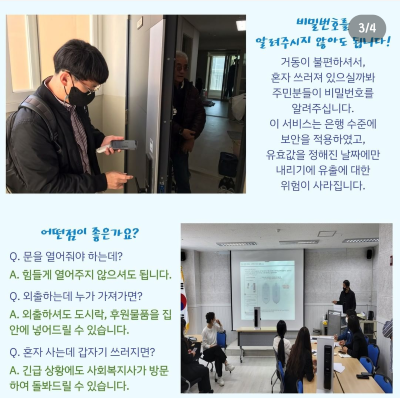 비밀번호를
3/4
알려주시지 않아도 됩니다!
거동이 불편하셔서,
혼자 쓰러져 있으실까봐
주민분들이 비밀번호를
알려주십니다.
이 서비스는 은행 수준에
보안을 적용하였고,
유효값을 정해진 날짜에만
내리기에 유출에 대한
위험이 사라집니다.
어떤점이 좋은가요?
Q. 문을 열어줘야 하는데?
A. 힘들게 열어주지 않으셔도 됩니다.
Q. 외출하는데 누가 가져가면?
A. 외출하셔도 도시락, 후원물품을 집
안에 넣어드릴 수 있습니다.
Q. 혼자 사는데 갑자기 쓰러지면?
A. 긴급 상황에도 사회복지사가 방문
하여 돌봐드릴 수 있습니다.